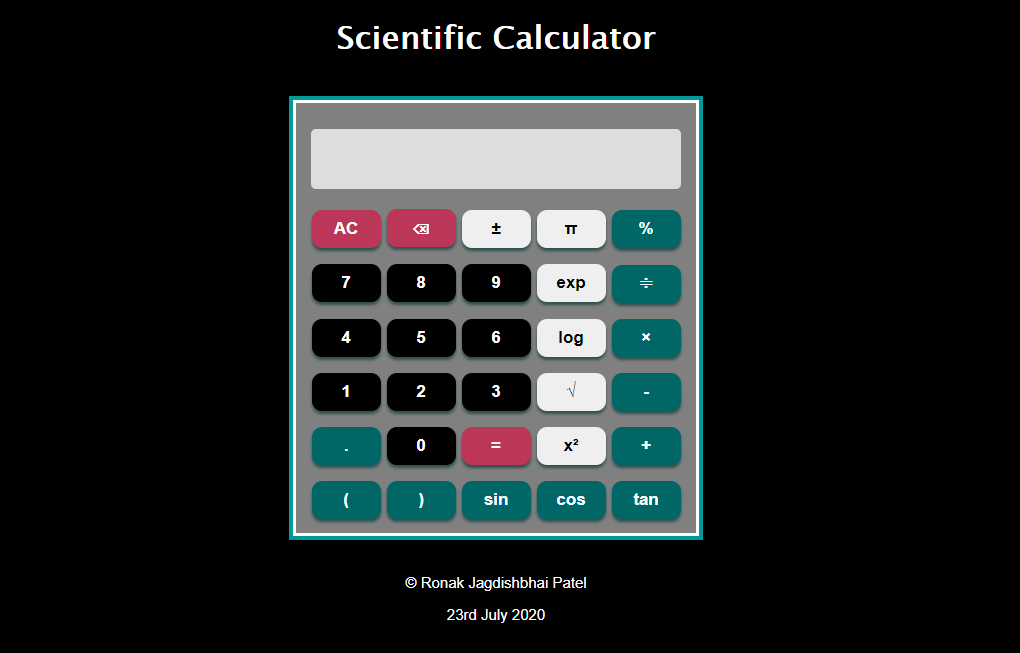 Scientific Calculator
AC ⌫ ± π %
7 8 9 exp ÷
4 5 6 log ×
1 2 3 √ -
. 0 = x² +
( ) sin cos tan
© Ronak Jagdishbhai Patel
23rd July 2020